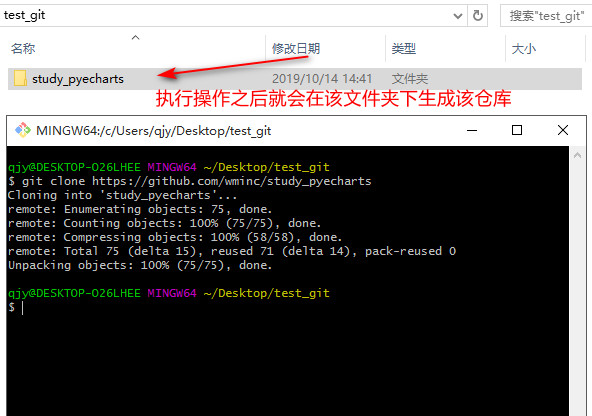 test_git
搜索"test_git"
名称 修改日期 类型 大小
study_pyecharts 2019/10/14 14:41 文件夹
执行操作之后就会在该文件夹下生成该仓库
MINGW64:/c/Users/qjy/Desktop/test_git
qjy@DESKTOP-O26LHEE MINGW64 ~/Desktop/test_git
$ git clone https://github.com/wminc/study_pyecharts
Cloning into 'study_pyecharts'...
remote: Enumerating objects: 75, done.
remote: Counting objects: 100% (75/75), done.
remote: Compressing objects: 100% (58/58), done.
remote: Total 75 (delta 15), reused 71 (delta 14), pack-reused 0
Unpacking objects: 100% (75/75), done.
qjy@DESKTOP-O26LHEE MINGW64 ~/Desktop/test_git
$